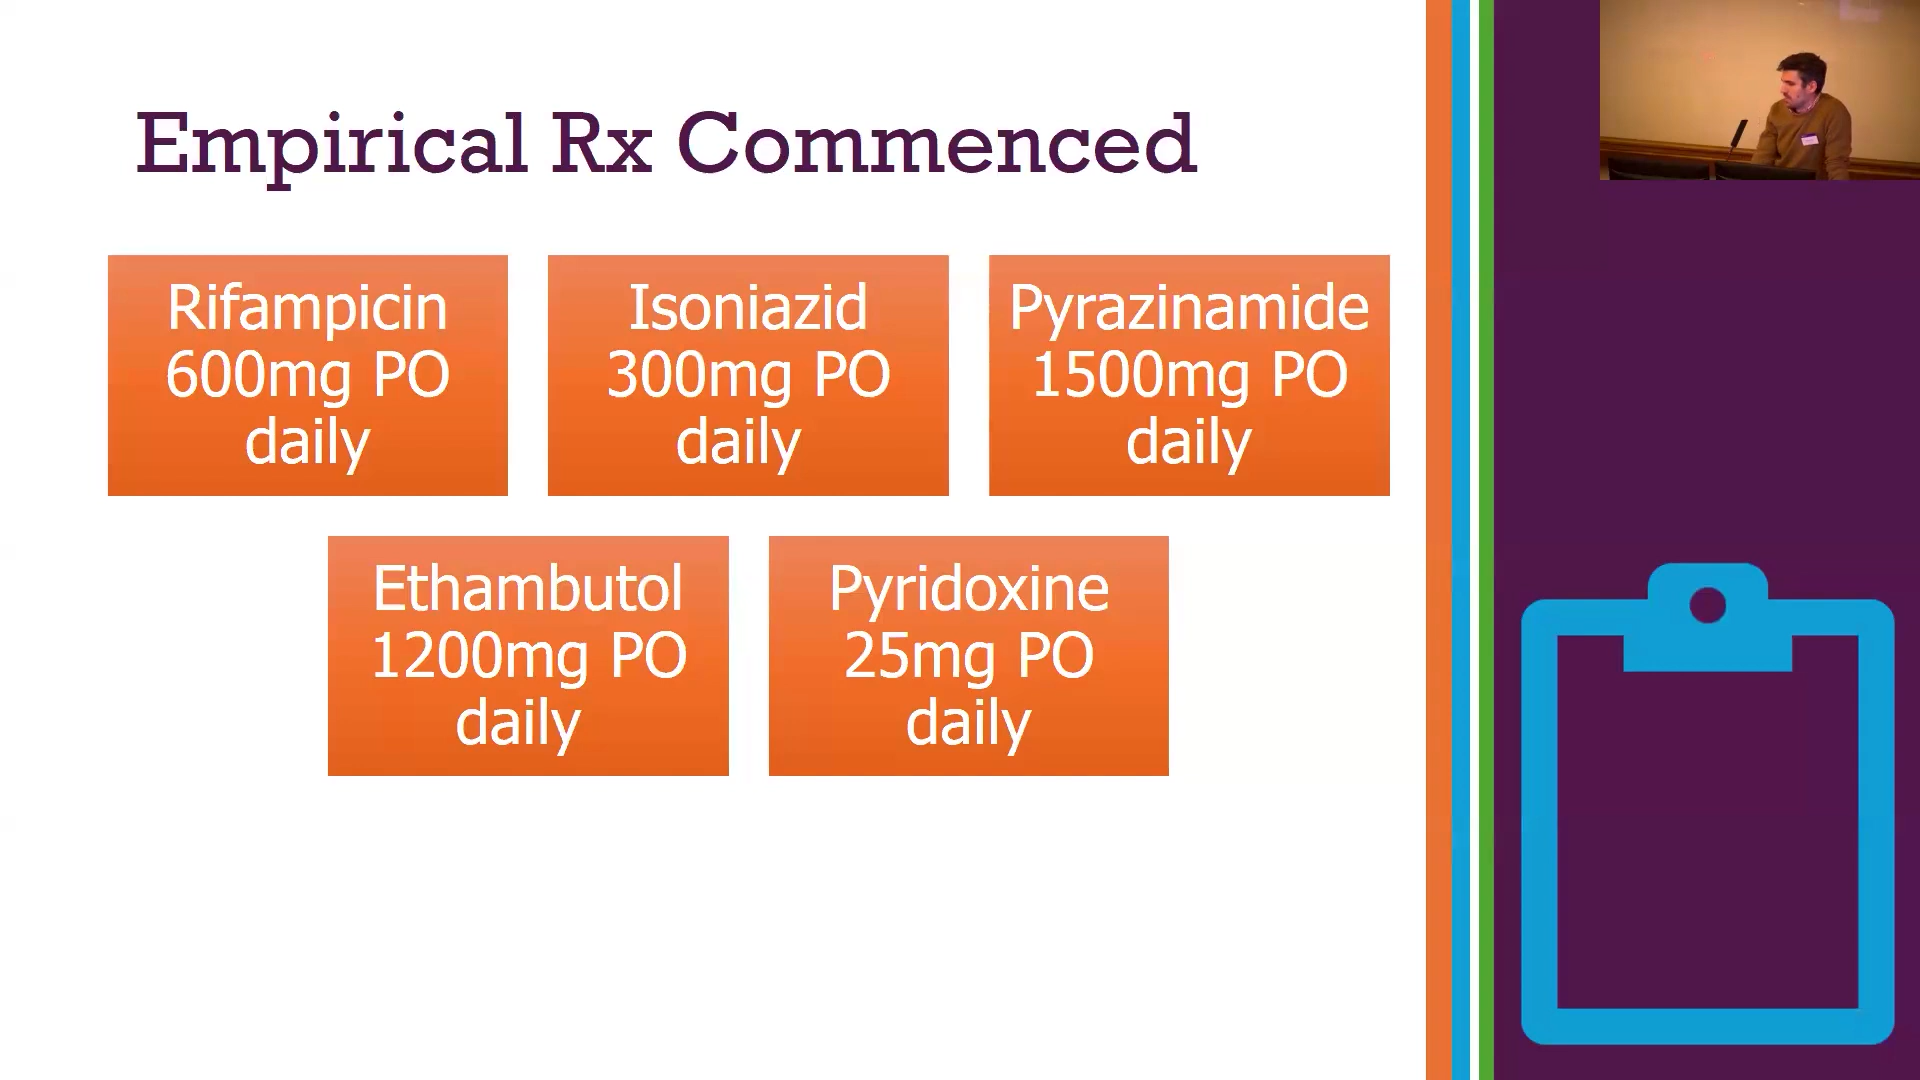 Empirical Rx Commenced
Rifampicin
600mg PO
daily
Isoniazid
300mg PO
daily
Pyrazinamide
1500mg PO
daily
Ethambutol
1200mg PO
daily
Pyridoxine
25mg PO
daily